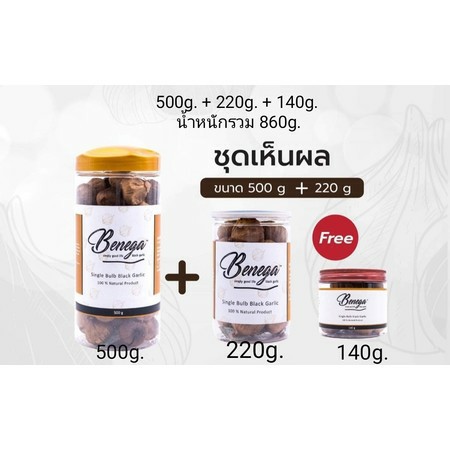 500g. + 220g. + 140g.
น้ำหนักรวม 860g.
ชุดเห็นผล
ขนาด 500 g + 220 g
Free
Benega
Single Bulb Black Garlic
100 % Natural Product
500 g
+
Benega
Single Bulb Black Garlic
100 % Natural Product
Benega
500g.
220g.
140g.